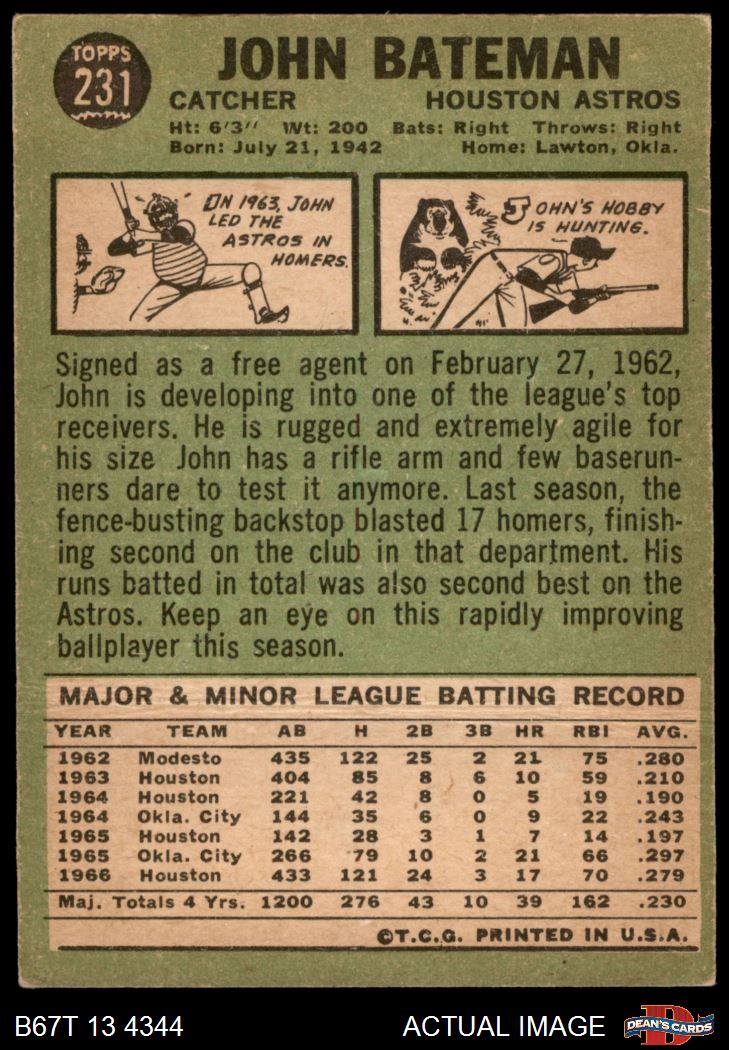 TOPPS
231
JOHN BATEMAN
CATCHER HOUSTON ASTROS
Ht: 6'3" Wt: 200 Bats: Right Throws: Right
Born: July 21, 1942 Home: Lawton, Okla.
IN 1963, JOHN
LED THE
ASTROS IN
HOMERS.
JOHN'S HOBBY
IS HUNTING.
Signed as a free agent on February 27, 1962,
John is developing into one of the league's top
receivers. He is rugged and extremely agile for
his size John has a rifle arm and few baserun-
ners dare to test it anymore. Last season, the
fence-busting backstop blasted 17 homers, finish-
ing second on the club in that department. His
runs batted in total was also second best on the
Astros. Keep an eye on this rapidly improving
ballplayer this season.
MAJOR & MINOR LEAGUE BATTING RECORD
YEAR TEAM AB H 2B 3B HR RBI AVG.
1962 Modesto 435 122 25 2 21 75 .280
1963 Houston 404 85 8 6 10 59 .210
1964 Houston 221 42 8 0 5 19 .190
1964 Okla. City 144 35 6 0 9 22 .243
1965 Houston 142 28 3 1 7 14 .197
1965 Okla. City 266 79 10 2 21 66 .297
1966 Houston 433 121 24 3 17 70 .279
Maj. Totals 4 Yrs. 1200 276 43 10 39 162 .230
©T.C.G. PRINTED IN U.S.A.
B67T 13 4344 ACTUAL IMAGE
D
DEAN'S CARDS